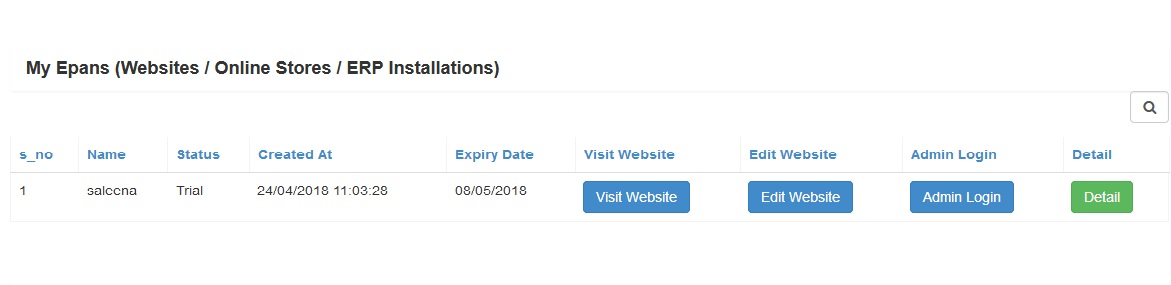 My Epans (Websites / Online Stores / ERP Installations)
s_no Name Status Created At Expiry Date Visit Website Edit Website Admin Login Detail
1 saleena Trial 24/04/2018 11:03:28 08/05/2018 Visit Website Edit Website Admin Login Detail